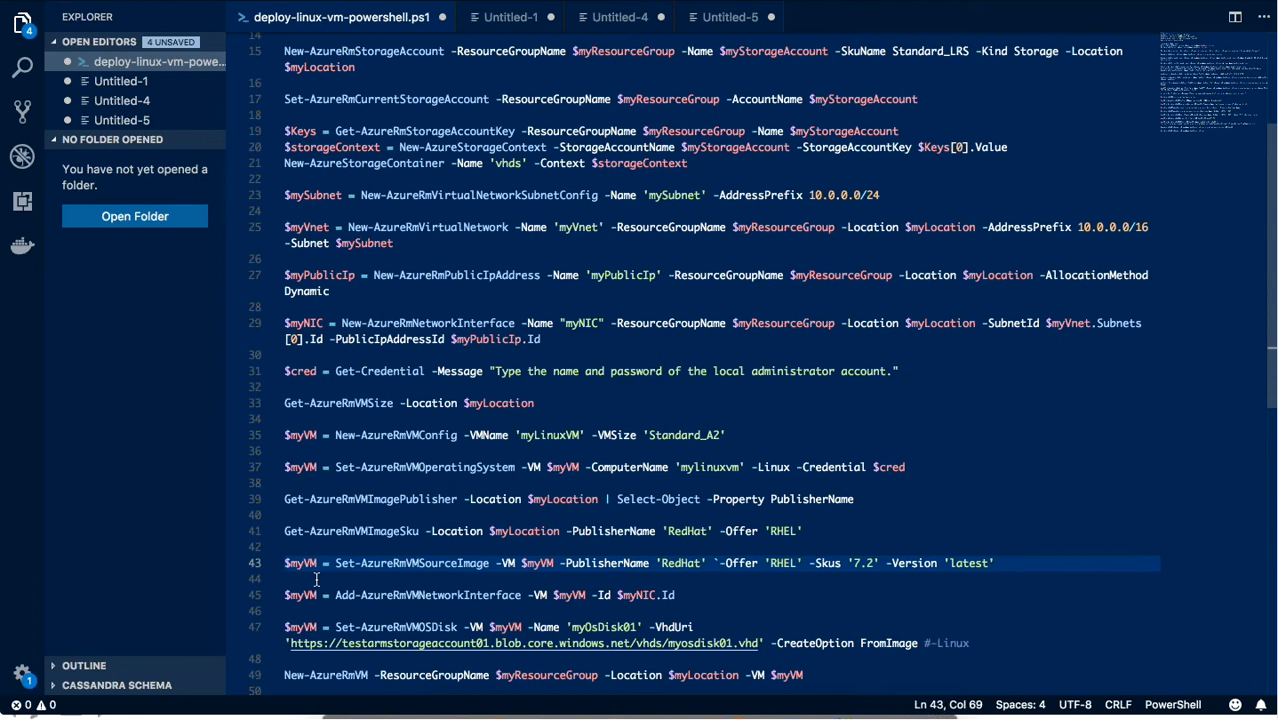 EXPLORER
deploy-linux-vm-powershell.ps1
Untitled-1
Untitled-4
Untitled-5
4
OPEN EDITORS 4 UNSAVED
deploy-linux-vm-powe...
Untitled-1
Untitled-4
Untitled-5
NO FOLDER OPENED
You have not yet opened a
folder.
Open Folder
14
15 New-AzureRmStorageAccount -ResourceGroupName $myResourceGroup -Name $myStorageAccount -SkuName Standard_LRS -Kind Storage -Location
$myLocation
16
17 Set-AzureRmCurrentStorageAccount -ResourceGroupName $myResourceGroup -AccountName $myStorageAccount
18
19 $Keys = Get-AzureRmStorageAccountKey -ResourceGroupName $myResourceGroup -Name $myStorageAccount
20 $storageContext = New-AzureStorageContext -StorageAccountName $myStorageAccount -StorageAccountKey $Keys[0].Value
21 New-AzureStorageContainer -Name 'vhds' -Context $storageContext
23 $mySubnet = New-AzureRmVirtualNetworkSubnetConfig -Name 'mySubnet' -AddressPrefix 10.0.0.0/24
24
25 $myVnet = New-AzureRmVirtualNetwork -Name 'myVnet' -ResourceGroupName $myResourceGroup -Location $myLocation -AddressPrefix 10.0.0.0/16
-Subnet $mySubnet
26
27 $myPublicIp = New-AzureRmPublicIpAddress -Name 'myPublicIp' -ResourceGroupName $myResourceGroup -Location $myLocation -AllocationMethod
Dynamic
28
29 $myNIC = New-AzureRmNetworkInterface -Name "myNIC" -ResourceGroupName $myResourceGroup -Location $myLocation -SubnetId $myVnet.Subnets
[0].Id -PublicIpAddressId $myPublicIp.Id
30
31 $cred = Get-Credential -Message "Type the name and password of the local administrator account."
32
33 Get-AzureRmVMSize -Location $myLocation
34
35 $myVM = New-AzureRmVMConfig -VMName 'myLinuxVM' -VMSize 'Standard_A2'
36
37 $myVM = Set-AzureRmVMOperatingSystem -VM $myVM -ComputerName 'mylinuxvm' -Linux -Credential $cred
38
39 Get-AzureRmVMImagePublisher -Location $myLocation | Select-Object -Property PublisherName
40
41 Get-AzureRmVMImageSku -Location $myLocation -PublisherName 'RedHat' -Offer 'RHEL'
42
43 $myVM = Set-AzureRmVMSourceImage -VM $myVM -PublisherName 'RedHat' `-Offer 'RHEL' -Skus '7.2' -Version 'latest'
44
45 $myVM = Add-AzureRmVMNetworkInterface -VM $myVM -Id $myNIC.Id
46
47 $myVM = Set-AzureRmVMOSDisk -VM $myVM -Name 'myOsDisk01' -VhdUri
'https://testarmstorageaccount01.blob.core.windows.net/vhds/myosdisk01.vhd' -CreateOption FromImage #-Linux
48
49 New-AzureRmVM -ResourceGroupName $myResourceGroup -Location $myLocation -VM $myVM
50
OUTLINE
CASSANDRA SCHEMA
1
0 0
Ln 43, Col 69
Spaces: 4
UTF-8
CRLF
PowerShell